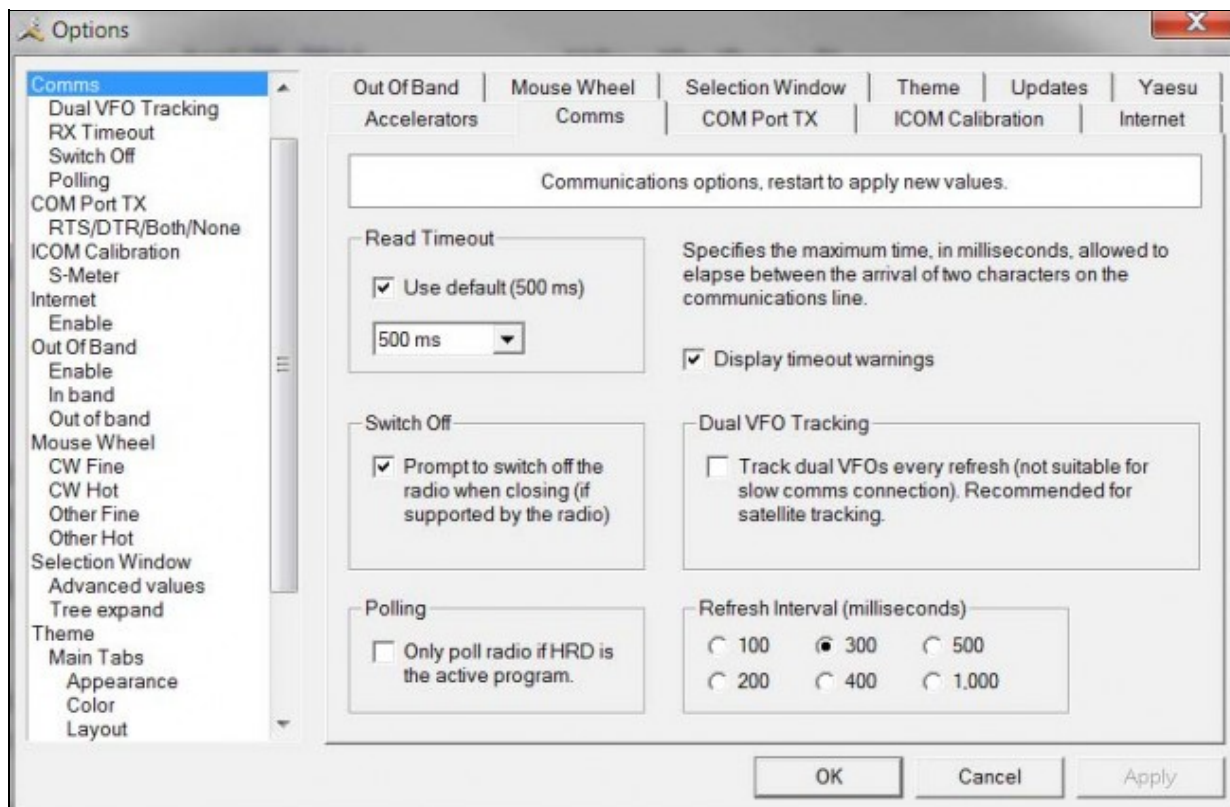 Options
Comms
Dual VFO Tracking
RX Timeout
Switch Off
Polling
COM Port TX
RTS/DTR/Both/None
ICOM Calibration
S-Meter
Internet
Enable
Out Of Band
Enable
In band
Out of band
Mouse Wheel
CW Fine
CW Hot
Other Fine
Other Hot
Selection Window
Advanced values
Tree expand
Theme
Main Tabs
Appearance
Color
Layout
Out Of Band Mouse Wheel Selection Window Theme Updates Yaesu
Accelerators Comms COM Port TX ICOM Calibration Internet
Communications options, restart to apply new values.
Read Timeout
Use default (500 ms)
500 ms
Specifies the maximum time, in milliseconds, allowed to
elapse between the arrival of two characters on the
communications line.
Display timeout warnings
Switch Off
Prompt to switch off the
radio when closing (if
supported by the radio)
Dual VFO Tracking
Track dual VFOs every refresh (not suitable for
slow comms connection). Recommended for
satellite tracking.
Polling
Only poll radio if HRD is
the active program.
Refresh Interval (milliseconds)
100 300 500
200 400 1,000
OK Cancel Apply